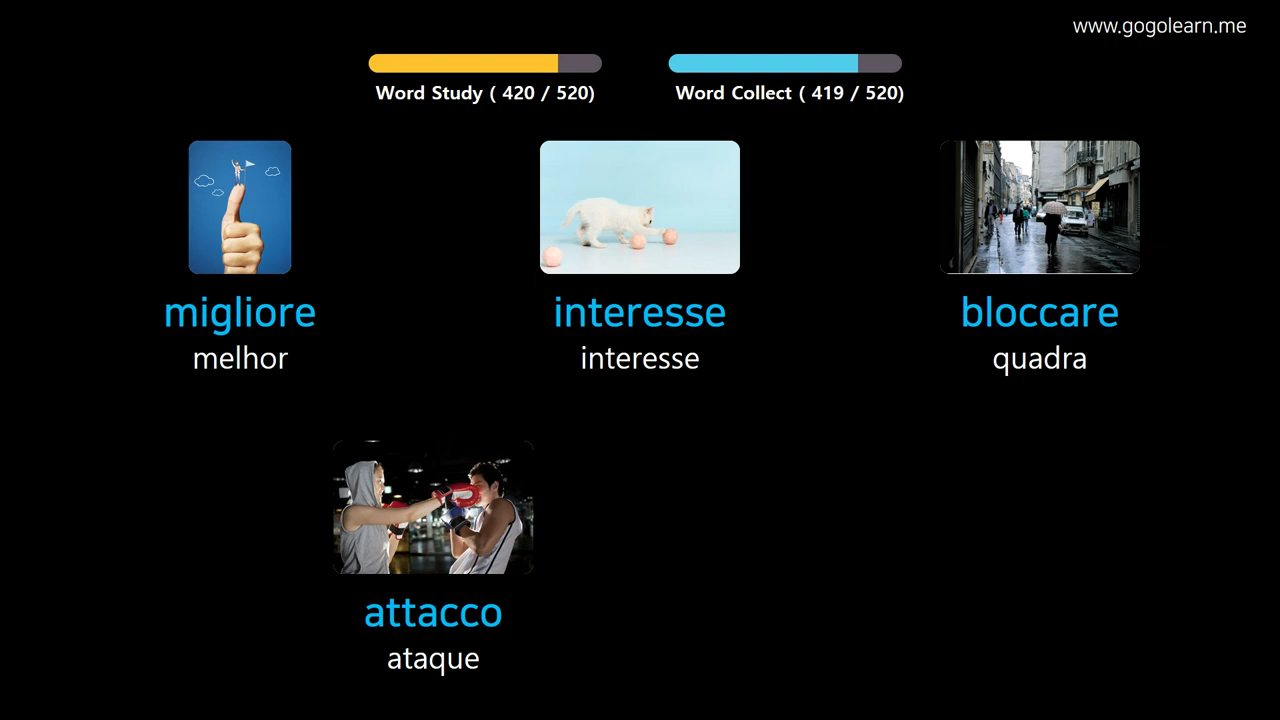 www.gogolearn.me
Word Study ( 420 / 520)
Word Collect ( 419 / 520)
migliore
melhor
interesse
interesse
bloccare
quadra
attacco
ataque